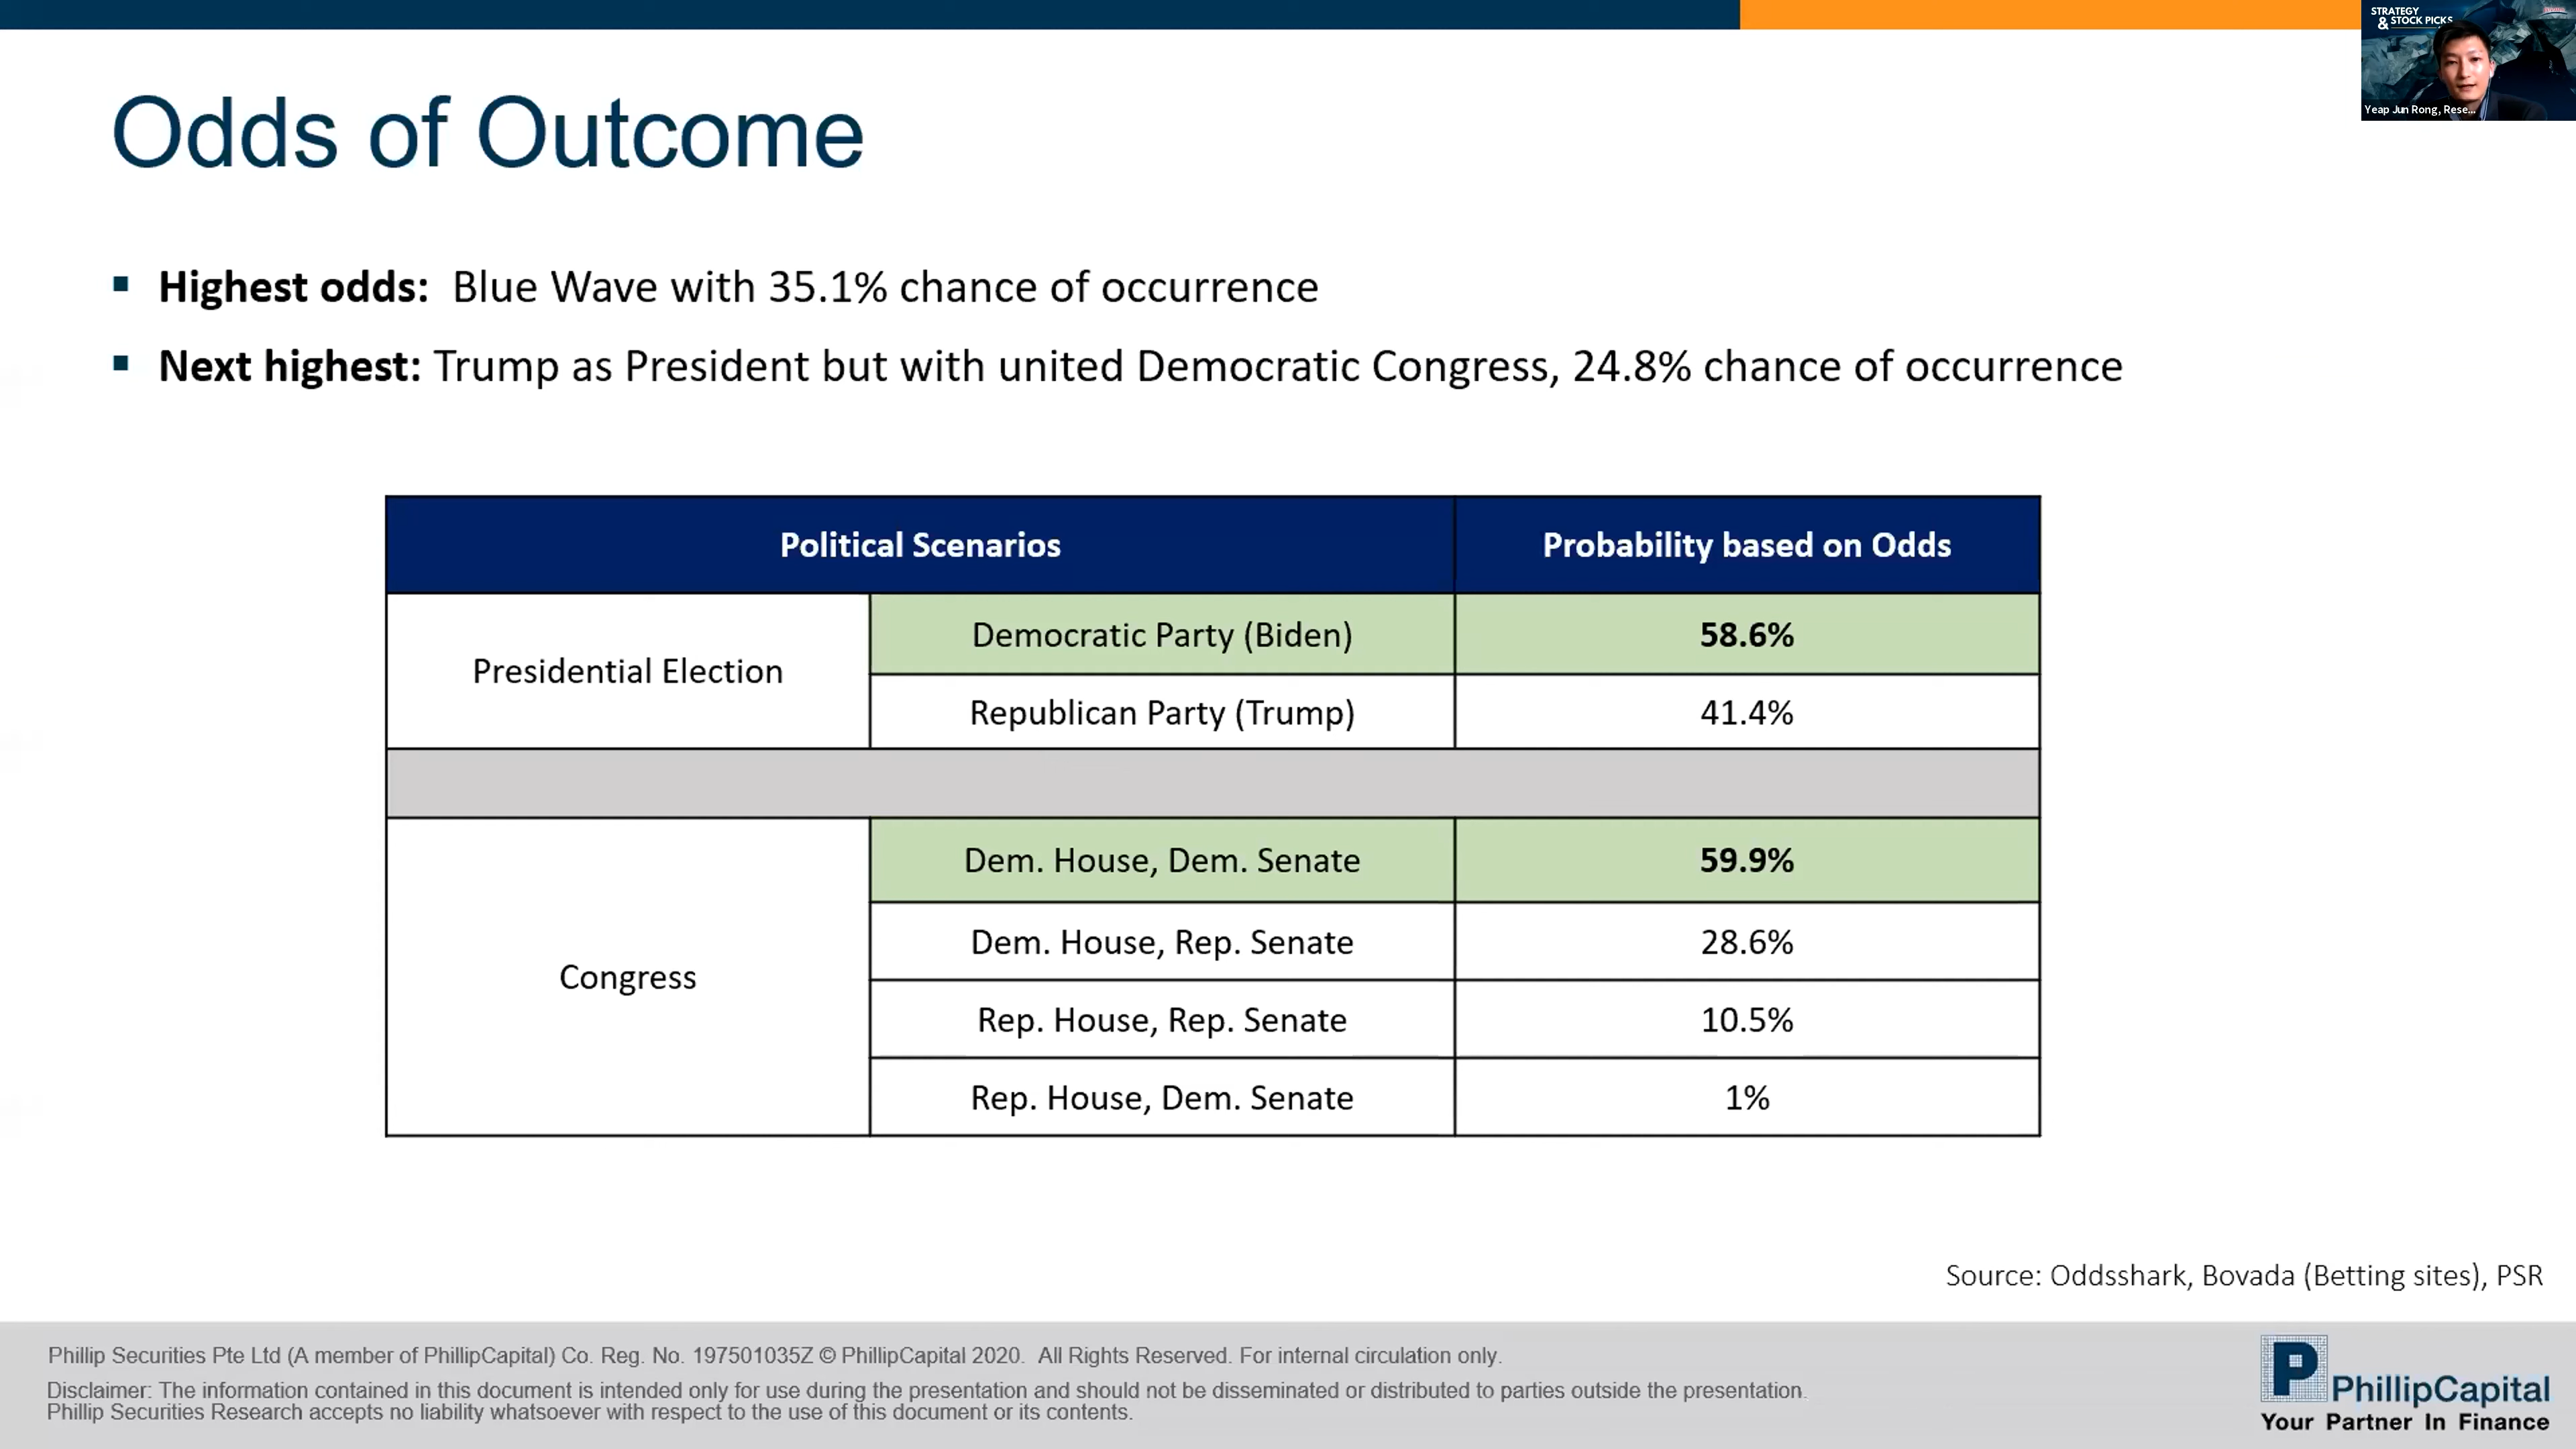 STRATEGY
& STOCK PICKS
Yeap Jun Rong, Rese...
Odds of Outcome
▪ Highest odds: Blue Wave with 35.1% chance of occurrence
▪ Next highest: Trump as President but with united Democratic Congress, 24.8% chance of occurrence
Political Scenarios
Probability based on Odds
Presidential Election
Democratic Party (Biden)
58.6%
Republican Party (Trump)
41.4%
Congress
Dem. House, Dem. Senate
59.9%
Dem. House, Rep. Senate
28.6%
Rep. House, Rep. Senate
10.5%
Rep. House, Dem. Senate
1%
Source: Oddsshark, Bovada (Betting sites), PSR
Phillip Securities Pte Ltd (A member of PhillipCapital) Co. Reg. No. 197501035Z © PhillipCapital 2020. All Rights Reserved. For internal circulation only.
Disclaimer: The information contained in this document is intended only for use during the presentation and should not be disseminated or distributed to parties outside the presentation.
Phillip Securities Research accepts no liability whatsoever with respect to the use of this document or its contents.
P
PhillipCapital
Your Partner In Finance